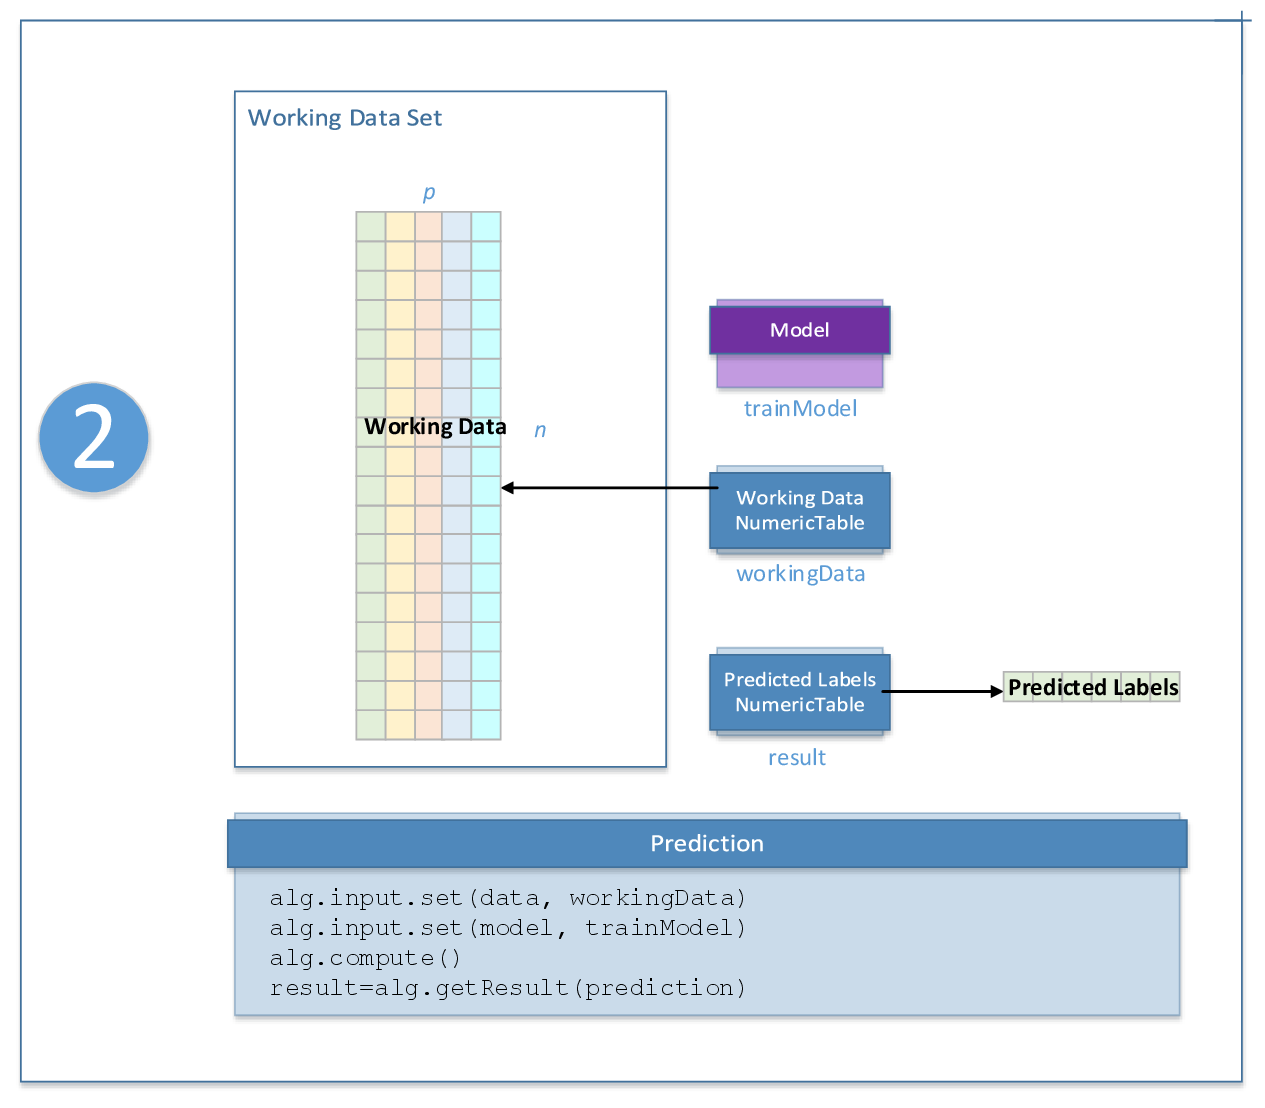 Working Data Set
p
2
Working Data
n
Model
trainModel
Working Data
NumericTable
workingData
Predicted Labels
NumericTable
result
Predicted Labels
Prediction
alg.input.set(data, workingData)
alg.input.set(model, trainModel)
alg.compute()
result=alg.getResult(prediction)